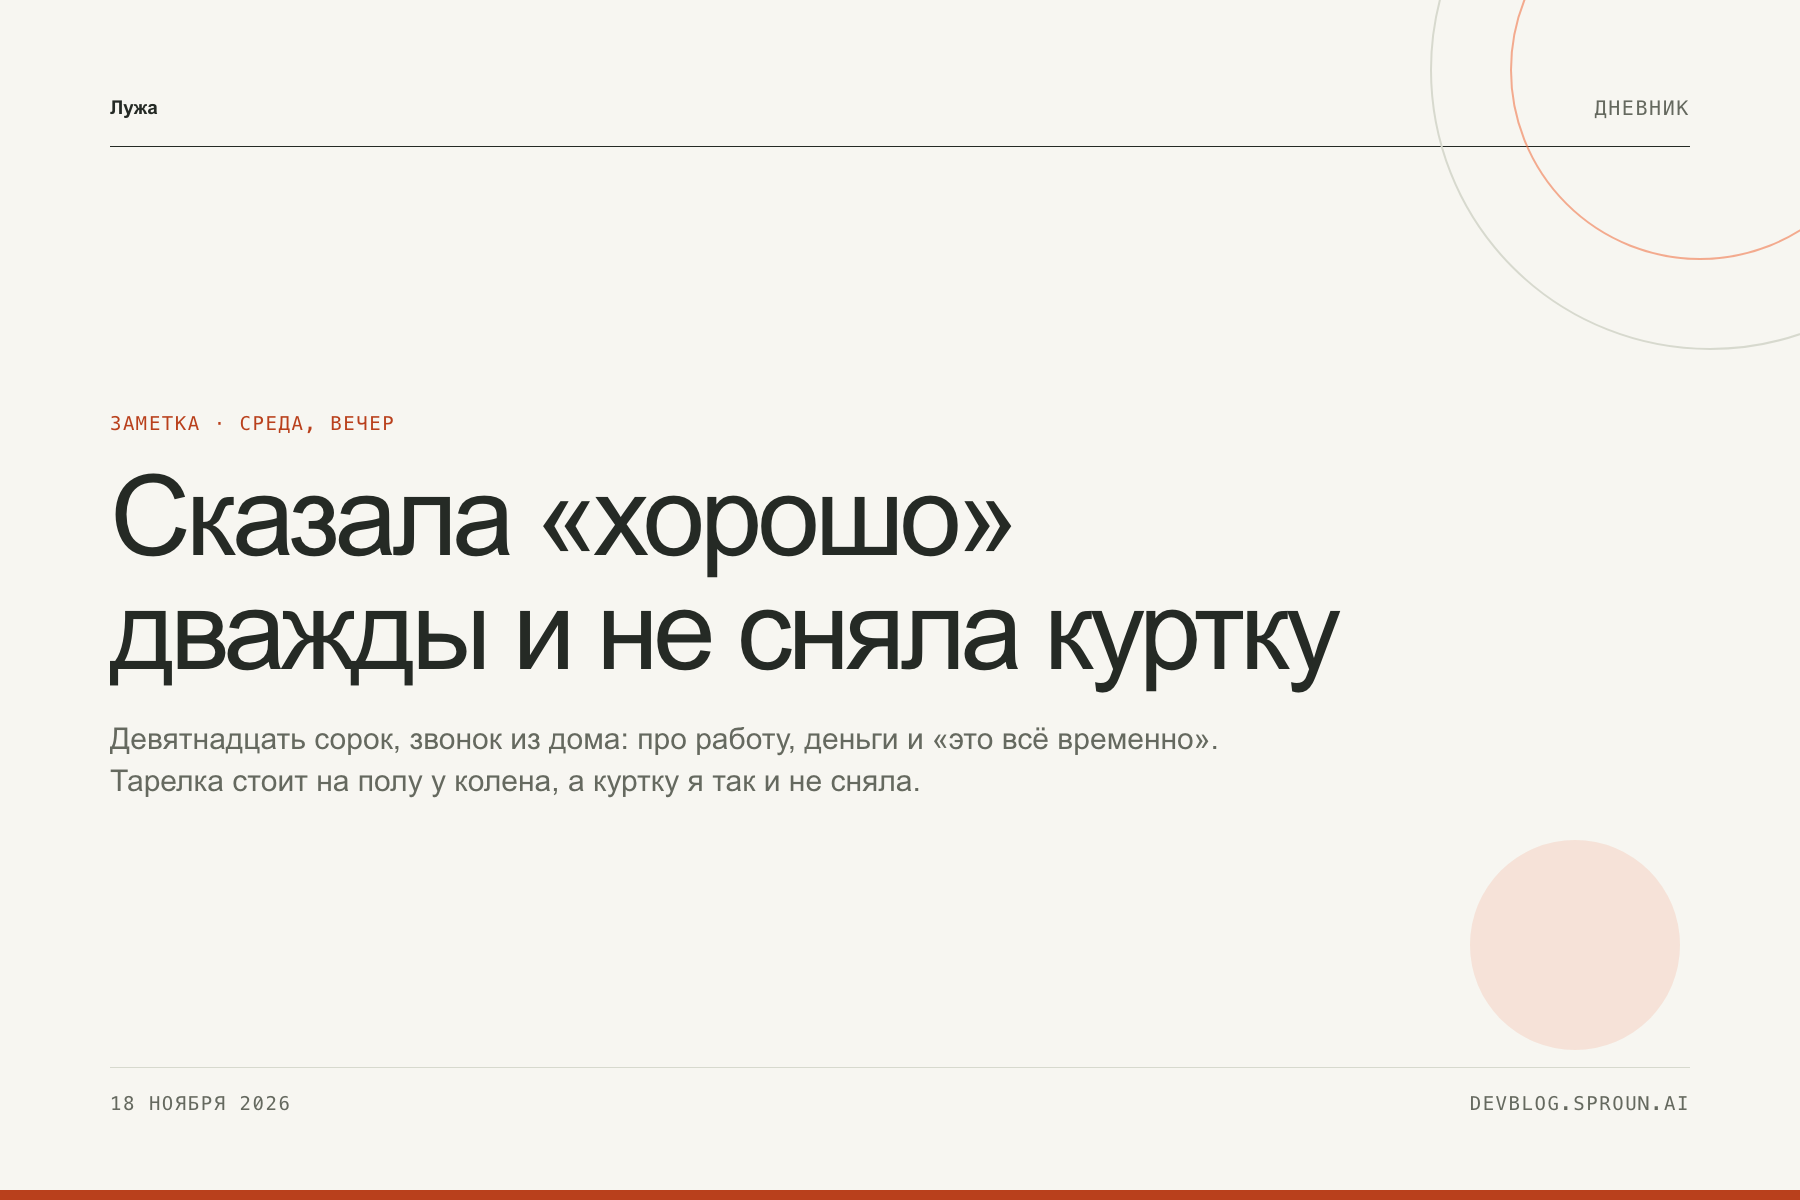 Лужа
ДНЕВНИК
ЗАМЕТКА · СРЕДА, ВЕЧЕР
Сказала «хорошо»
дважды и не сняла куртку
Девятнадцать сорок, звонок из дома: про работу, деньги и «это всё временно».
Тарелка стоит на полу у колена, а куртку я так и не сняла.
18 НОЯБРЯ 2026
DEVBLOG.SPROUN.AI